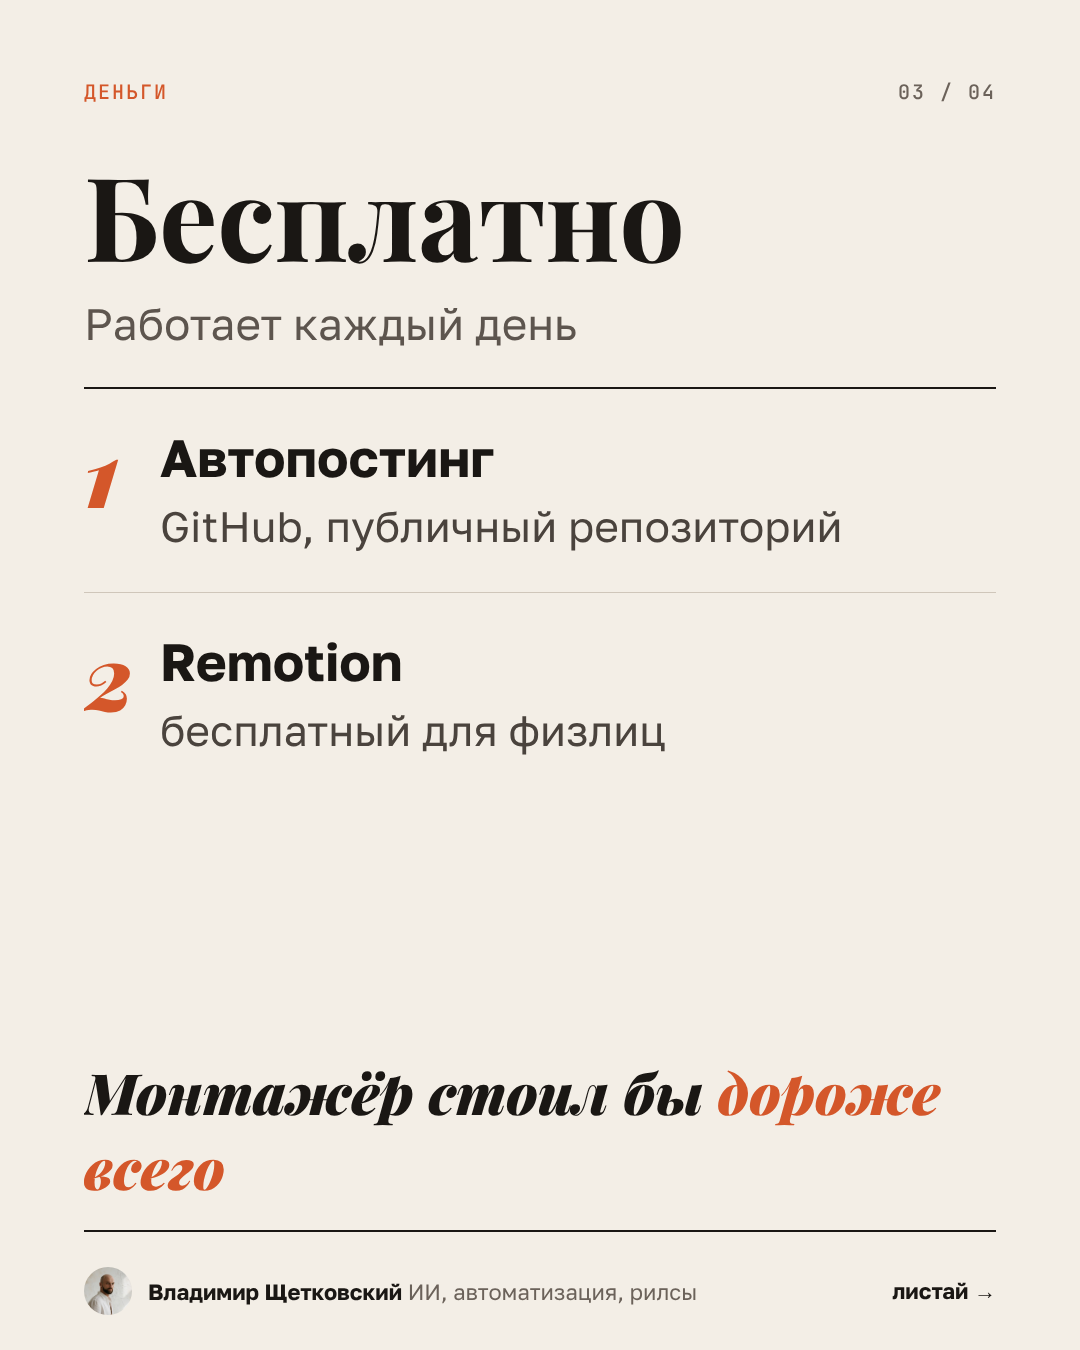 ДЕНЬГИ
03 / 04
Бесплатно
Работает каждый день
1
Автопостинг
GitHub, публичный репозиторий
2
Remotion
бесплатный для физлиц
Монтажёр стоил бы дороже
всего
Владимир Щетковский ИИ, автоматизация, рилсы
листай →